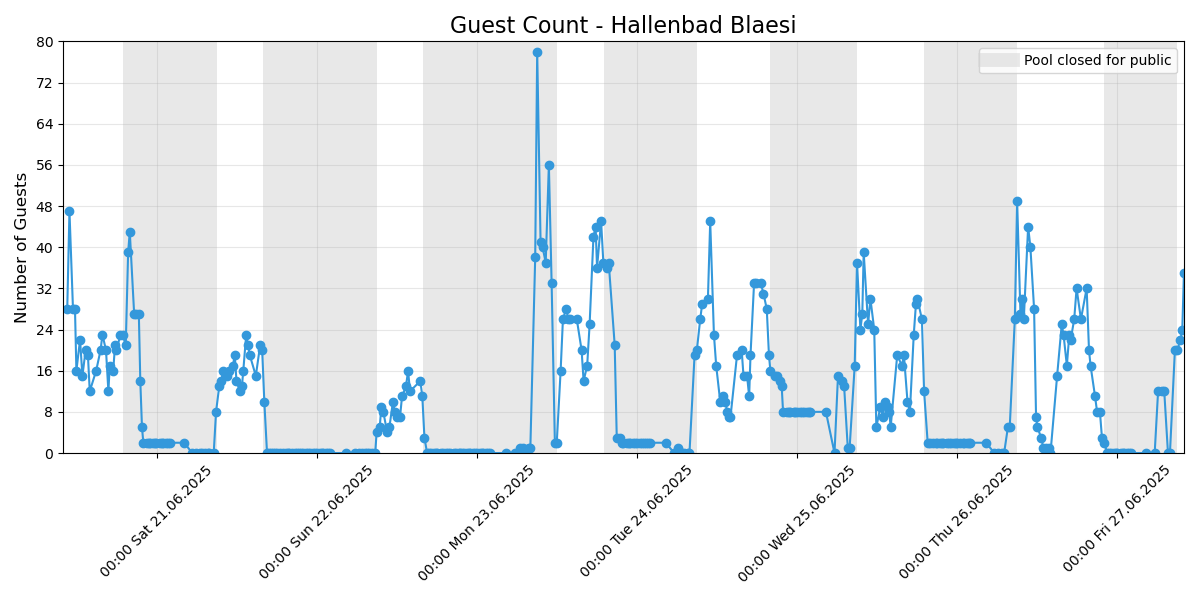 Guest Count - Hallenbad Blaesi
Pool closed for public
Number of Guests
80
72
64
56
48
40
32
24
16
8
0
00:00 Sat 21.06.2025
00:00 Sun 22.06.2025
00:00 Mon 23.06.2025
00:00 Tue 24.06.2025
00:00 Wed 25.06.2025
00:00 Thu 26.06.2025
00:00 Fri 27.06.2025